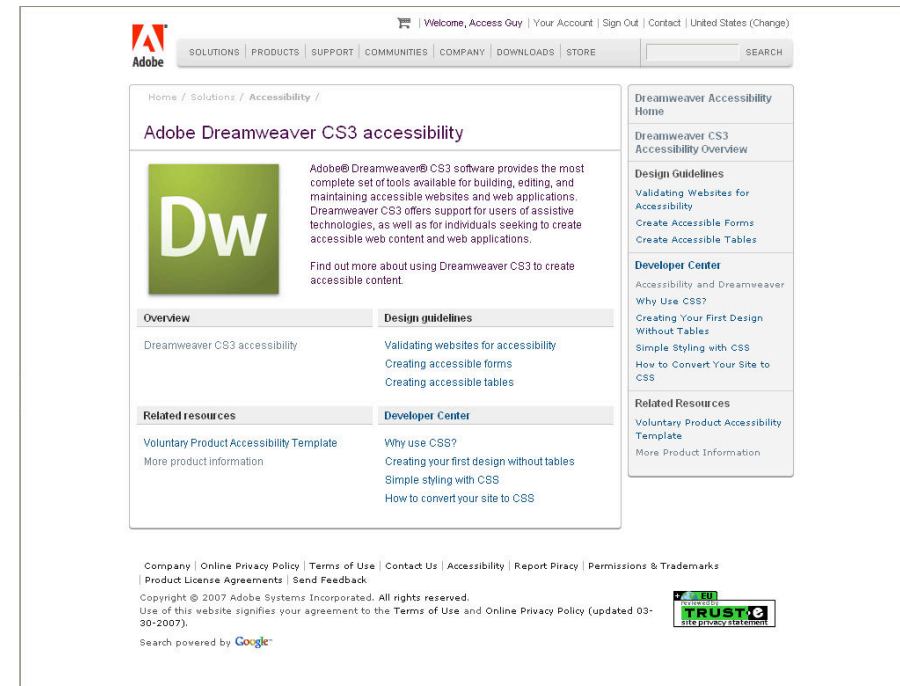 Welcome, Access Guy | Your Account | Sign Out | Contact | United States (Change)
Adobe
SOLUTIONS | PRODUCTS | SUPPORT | COMMUNITIES | COMPANY | DOWNLOADS | STORE
SEARCH
Home / Solutions / Accessibility /
Adobe Dreamweaver CS3 accessibility
Dw
Adobe® Dreamweaver® CS3 software provides the most
complete set of tools available for building, editing, and
maintaining accessible websites and web applications.
Dreamweaver CS3 offers support for users of assistive
technologies, as well as for individuals seeking to create
accessible web content and web applications.
Find out more about using Dreamweaver CS3 to create
accessible content.
Overview
Dreamweaver CS3 accessibility
Design guidelines
Validating websites for accessibility
Creating accessible forms
Creating accessible tables
Related resources
Voluntary Product Accessibility Template
More product information
Developer Center
Why use CSS?
Creating your first design without tables
Simple styling with CSS
How to convert your site to CSS
Dreamweaver Accessibility
Home
Dreamweaver CS3
Accessibility Overview
Design Guidelines
Validating Websites for
Accessibility
Create Accessible Forms
Create Accessible Tables
Developer Center
Accessibility and Dreamweaver
Why Use CSS?
Creating Your First Design
Without Tables
Simple Styling with CSS
How to Convert Your Site to
CSS
Related Resources
Voluntary Product Accessibility
Template
More Product Information
Company | Online Privacy Policy | Terms of Use | Contact Us | Accessibility | Report Piracy | Permissions & Trademarks
| Product License Agreements | Send Feedback
Copyright © 2007 Adobe Systems Incorporated. All rights reserved.
Use of this website signifies your agreement to the Terms of Use and Online Privacy Policy (updated 03-
30-2007).
Search powered by Google™
EU
reviewed by
TRUSTe
site privacy statement